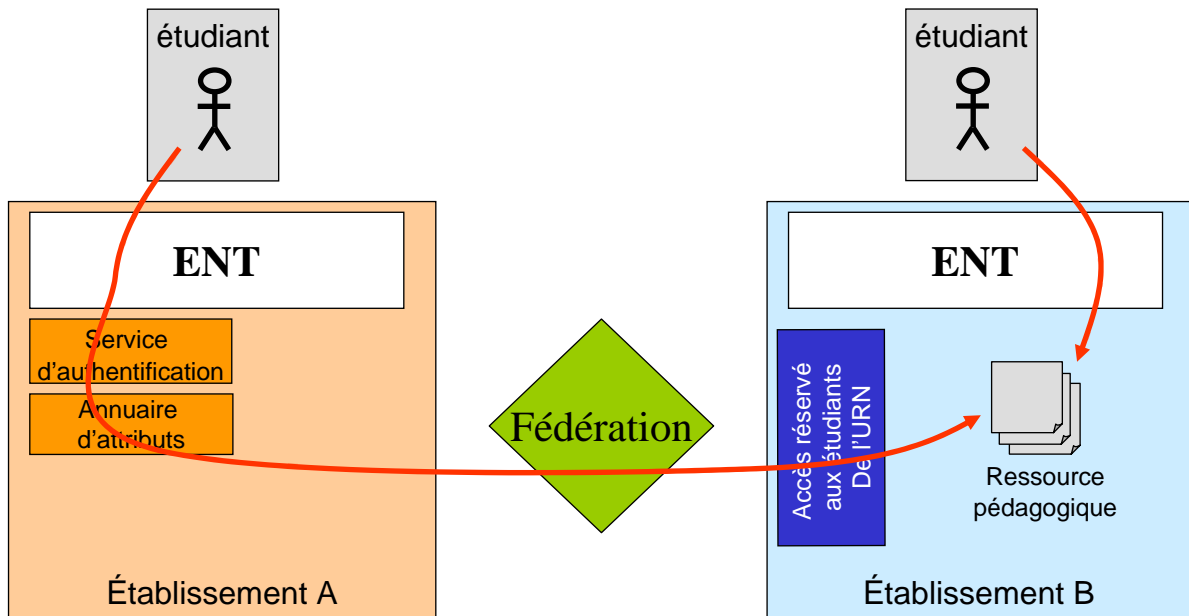 étudiant
étudiant
ENT
ENT
Service
d'authentification
Annuaire
d'attributs
Fédération
Accès réservé
aux étudiants
De l'URN
Ressource
pédagogique
Établissement A
Établissement B